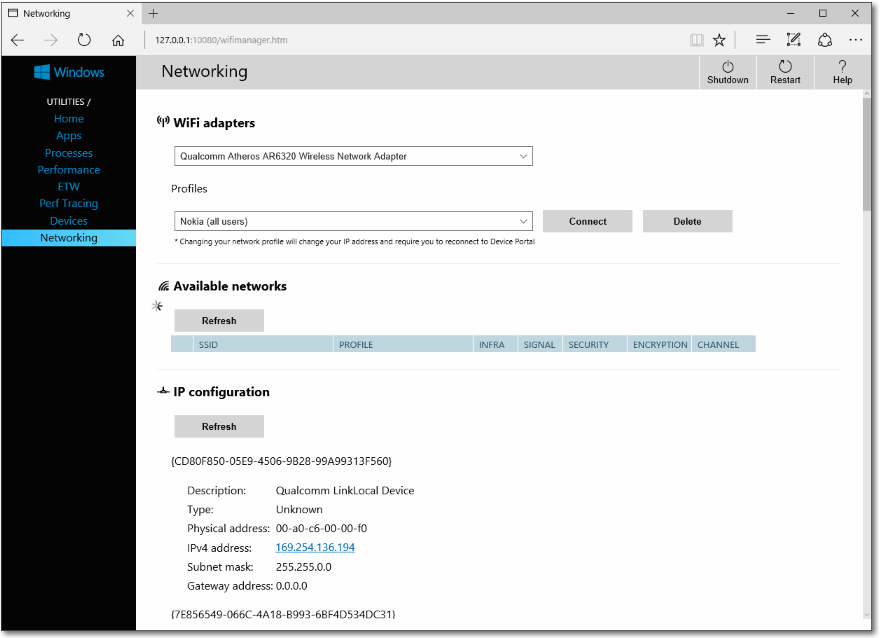 Networking
127.0.0.1:10080/wifimanager.htm
Windows
Networking
Shutdown
Restart
? Help
UTILITIES /
Home
Apps
Processes
Performance
ETW
Perf Tracing
Devices
Networking
WiFi adapters
Qualcomm Atheros AR6320 Wireless Network Adapter
Profiles
Nokia (all users)
Connect
Delete
* Changing your network profile will change your IP address and require you to reconnect to Device Portal
Available networks
Refresh
SSID PROFILE INFRA SIGNAL SECURITY ENCRYPTION CHANNEL
IP configuration
Refresh
{CD80F850-05E9-4506-9B28-99A99313F560}
Description: Qualcomm LinkLocal Device
Type: Unknown
Physical address: 00-a0-c6-00-00-f0
IPv4 address: 169.254.136.194
Subnet mask: 255.255.0.0
Gateway address: 0.0.0.0
{7E856549-066C-4A18-B993-6BF4D534DC31}